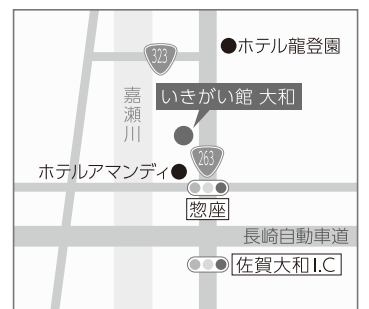 323
ホテル龍登園
嘉瀬川
いきがい館 大和
263
ホテルアマンディ
惣座
長崎自動車道
佐賀大和I.C